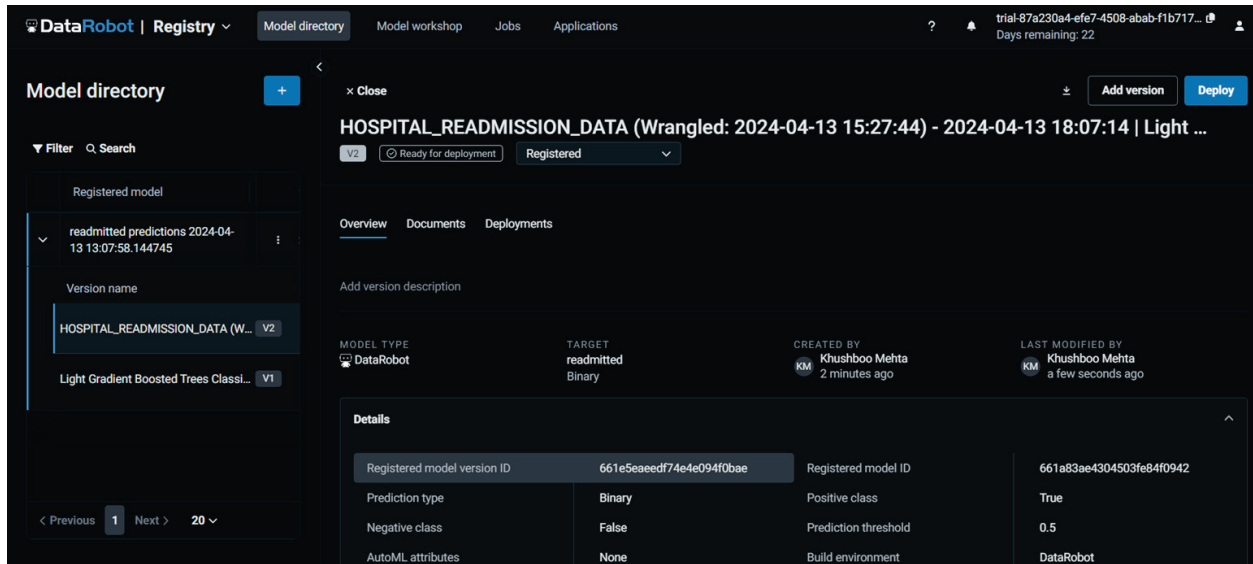 DataRobot | Registry
Model directory
Model workshop
Jobs
Applications
?
trial-87a230a4-efe7-4508-abab-f1b717...
Days remaining: 22
Model directory
+
Filter
Search
Registered model
readmitted predictions 2024-04-
13 13:07:58.144745
Version name
HOSPITAL_READMISSION_DATA (W... V2
Light Gradient Boosted Trees Classi... V1
< Previous 1 Next > 20
× Close
Add version
Deploy
HOSPITAL_READMISSION_DATA (Wrangled: 2024-04-13 15:27:44) - 2024-04-13 18:07:14 | Light ...
V2 Ready for deployment Registered
Overview Documents Deployments
Add version description
MODEL TYPE
DataRobot
TARGET
readmitted
Binary
CREATED BY
KM Khushboo Mehta
2 minutes ago
LAST MODIFIED BY
KM Khushboo Mehta
a few seconds ago
Details
Registered model version ID 661e5eaeedf74e4e094f0bae Registered model ID 661a83ae4304503fe84f0942
Prediction type Binary Positive class True
Negative class False Prediction threshold 0.5
AutoML attributes None Build environment DataRobot